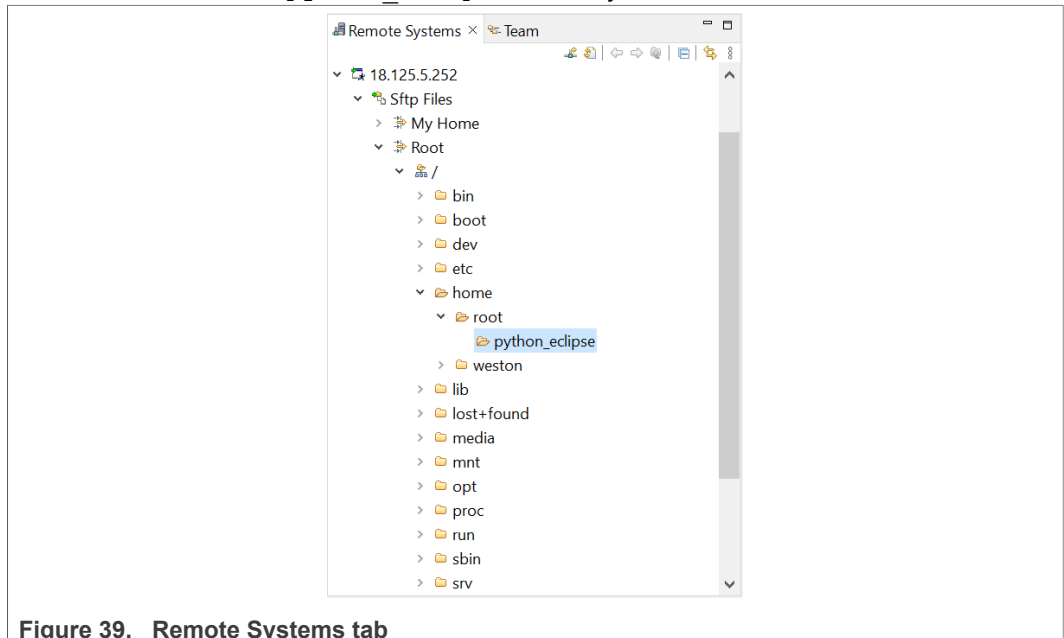 Remote Systems Team
18.125.5.252
Sftp Files
My Home
Root
/
bin
boot
dev
etc
home
root
python_eclipse
weston
lib
lost+found
media
mnt
opt
proc
run
sbin
srv
Figure 39. Remote Systems tab